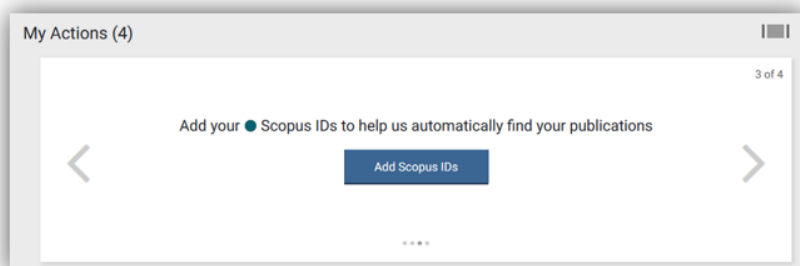 My Actions (4)
3 of 4
Add your Scopus IDs to help us automatically find your publications
Add Scopus IDs